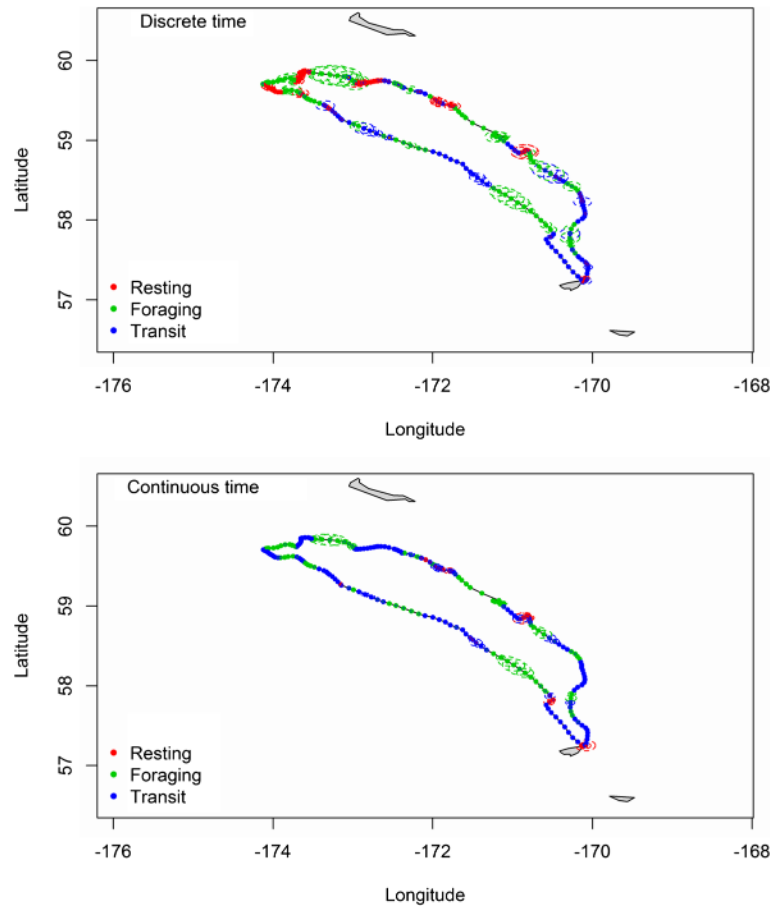 Discrete time
60
59
58
57
Latitude
Resting
Foraging
Transit
-176
-174
-172
-170
-168
Longitude
Continuous time
60
59
58
57
Latitude
Resting
Foraging
Transit
-176
-174
-172
-170
-168
Longitude